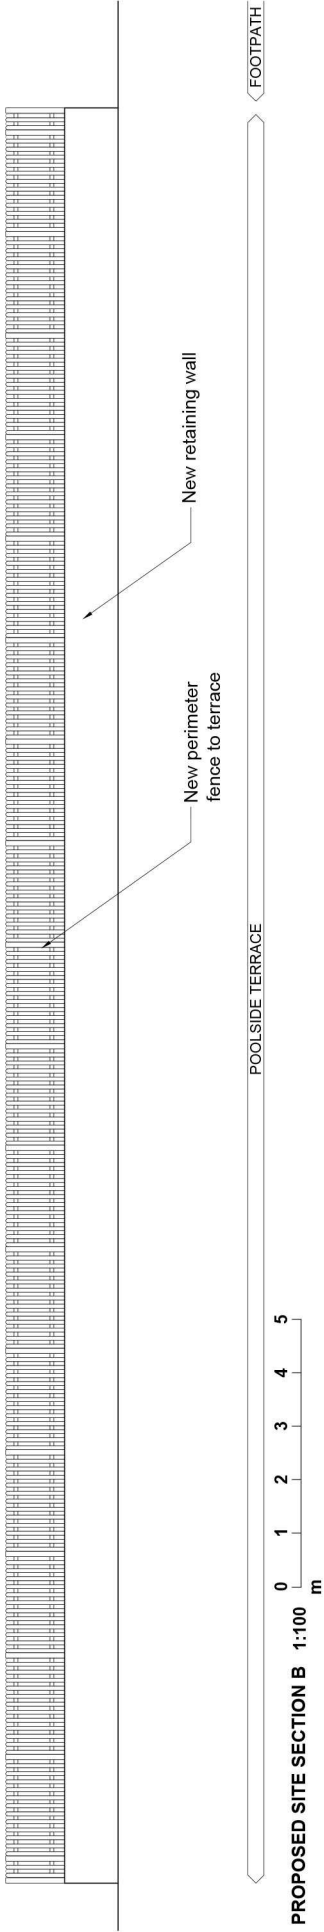 New perimeter
fence to terrace
New retaining wall
POOLSIDE TERRACE
FOOTPATH
PROPOSED SITE SECTION B 1:100
0 1 2 3 4 5
m